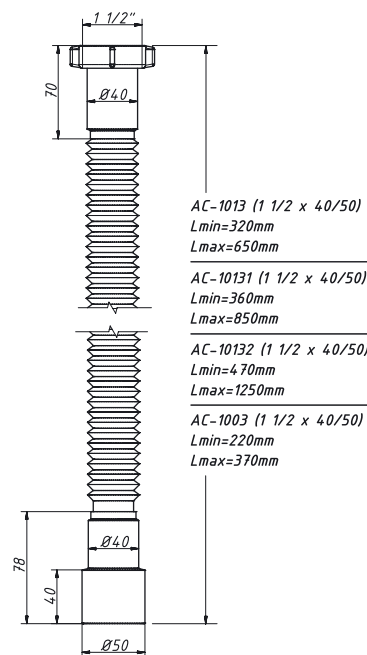 1 1/2"
70
Ø40
AC-1013 (1 1/2 x 40/50)
Lmin=320mm
Lmax=650mm
AC-10131 (1 1/2 x 40/50)
Lmin=360mm
Lmax=850mm
AC-10132 (1 1/2 x 40/50)
Lmin=470mm
Lmax=1250mm
AC-1003 (1 1/2 x 40/50)
Lmin=220mm
Lmax=370mm
78
Ø40
40
Ø50